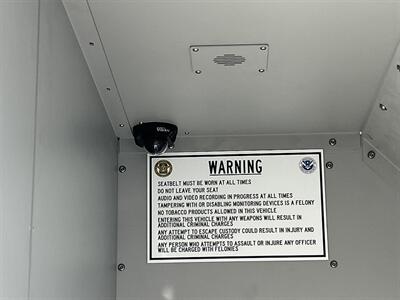 WARNING
SEATBELT MUST BE WORN AT ALL TIMES
DO NOT LEAVE YOUR SEAT
AUDIO AND VIDEO RECORDING IN PROGRESS AT ALL TIMES
TAMPERING WITH OR DISABLING MONITORING DEVICES IS A FELONY
NO TOBACCO PRODUCTS ALLOWED IN THIS VEHICLE
ENTERING THIS VEHICLE WITH ANY WEAPONS WILL RESULT IN
ADDITIONAL CRIMINAL CHARGES
ANY ATTEMPT TO ESCAPE CUSTODY COULD RESULT IN INJURY AND
ADDITIONAL CRIMINAL CHARGES
ANY PERSON WHO ATTEMPTS TO ASSAULT OR INJURE ANY OFFICER
WILL BE CHARGED WITH FELONIES